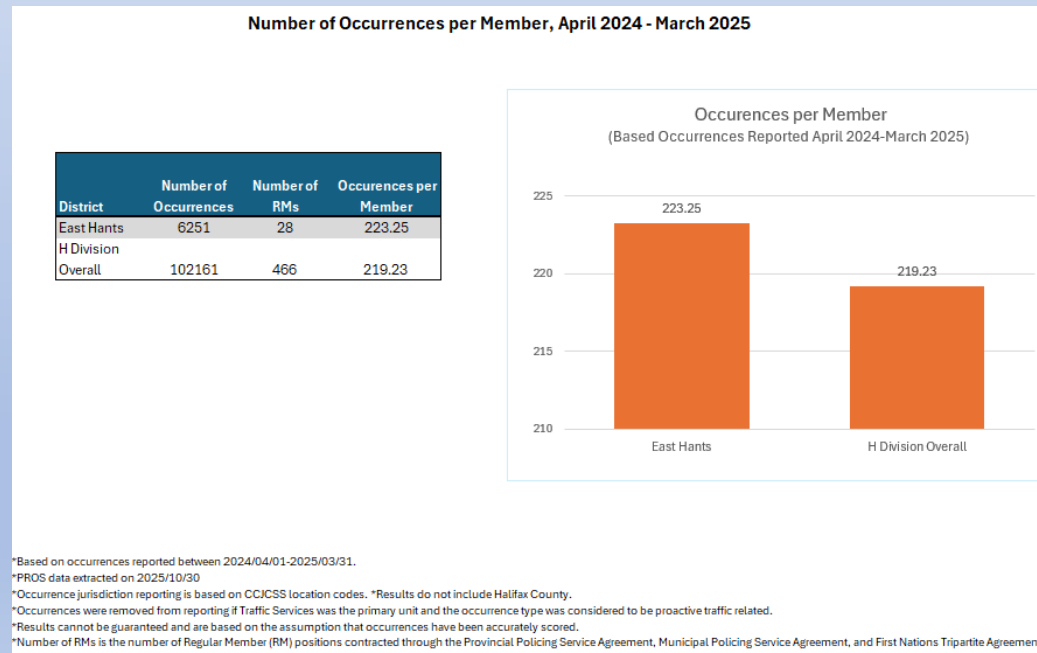 Number of Occurrences per Member, April 2024 - March 2025
District Number of Occurrences Number of RMs Occurences per Member
East Hants 6251 28 223.25
H Division Overall 102161 466 219.23
Occurences per Member
(Based Occurrences Reported April 2024-March 2025)
225
220
215
210
223.25
219.23
East Hants
H Division Overall
*Based on occurrences reported between 2024/04/01-2025/03/31.
*PROS data extracted on 2025/10/30
*Occurrence jurisdiction reporting is based on CCJCSS location codes. *Results do not include Halifax County.
*Occurrences were removed from reporting if Traffic Services was the primary unit and the occurrence type was considered to be proactive traffic related.
*Results cannot be guaranteed and are based on the assumption that occurrences have been accurately scored.
*Number of RMs is the number of Regular Member (RM) positions contracted through the Provincial Policing Service Agreement, Municipal Policing Service Agreement, and First Nations Tripartite Agreemen